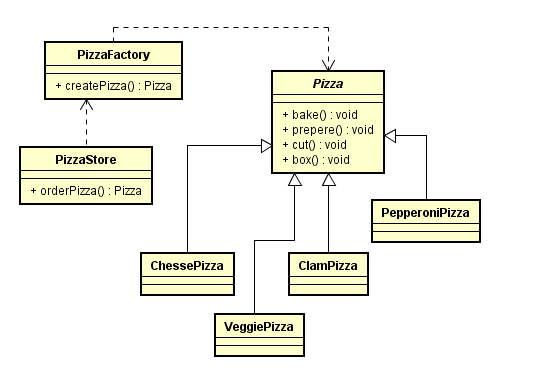 PizzaFactory
+ createPizza() : Pizza
Pizza
+ bake() : void
+ prepere() : void
+ cut() : void
+ box() : void
PizzaStore
+ orderPizza() : Pizza
PepperoniPizza
ChessePizza
ClamPizza
VeggiePizza